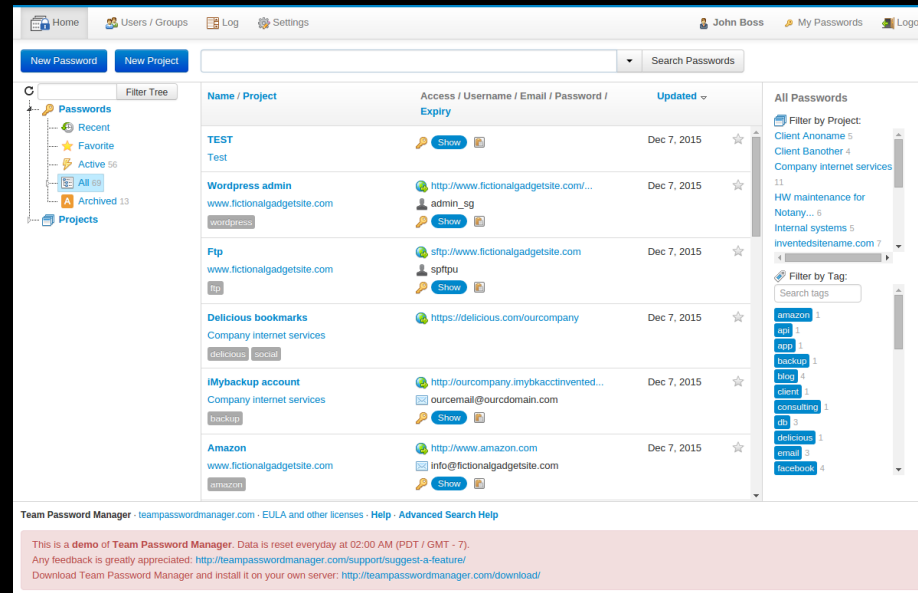 Home Users / Groups Log Settings John Boss My Passwords Logo
New Password New Project Search Passwords
Filter Tree
Passwords
Recent
Favorite
Active 56
All 69
A Archived 13
Projects
Name / Project Access / Username / Email / Password / Expiry Updated
TEST Dec 7, 2015
Test Show
Wordpress admin http://www.fictionalgadgetsite.com/... Dec 7, 2015
www.fictionalgadgetsite.com admin_sg
wordpress Show
Ftp sftp://www.fictionalgadgetsite.com Dec 7, 2015
www.fictionalgadgetsite.com spftpu
ftp Show
Delicious bookmarks https://delicious.com/ourcompany Dec 7, 2015
Company internet services
delicious social
iMybackup account http://ourcompany.imybkacctinvented... Dec 7, 2015
Company internet services ourcemail@ourcdomain.com
backup Show
Amazon http://www.amazon.com Dec 7, 2015
www.fictionalgadgetsite.com info@fictionalgadgetsite.com
amazon Show
All Passwords
Filter by Project:
Client Anoname 5
Client Banother 4
Company internet services
11
HW maintenance for
Notany... 6
Internal systems 5
inventedsitename.com 7
Filter by Tag:
Search tags
amazon 1
api 1
app 1
backup 1
blog 4
client 1
consulting 1
db 3
delicious 1
email 3
facebook 4
Team Password Manager · teampasswordmanager.com · EULA and other licenses · Help · Advanced Search Help
This is a demo of Team Password Manager. Data is reset everyday at 02:00 AM (PDT / GMT - 7).
Any feedback is greatly appreciated: http://teampasswordmanager.com/support/suggest-a-feature/
Download Team Password Manager and install it on your own server: http://teampasswordmanager.com/download/